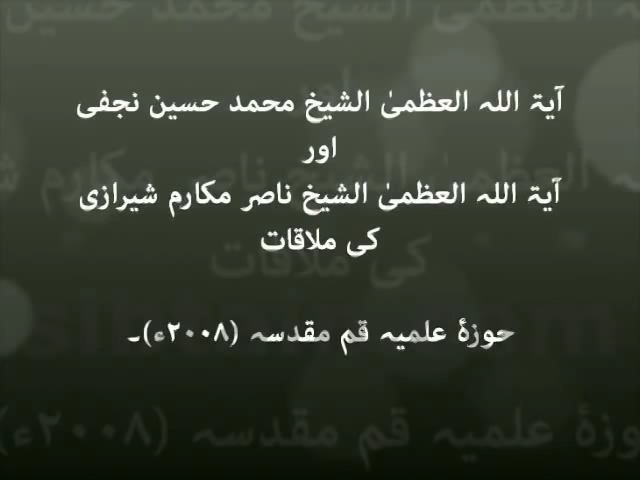 آیۃ اللہ العظمیٰ الشیخ محمد حسین نجفی
اور
آیۃ اللہ العظمیٰ الشیخ ناصر مکارم شیرازی
کی ملاقات
حوزۂ علمیہ قم مقدسہ (۲۰۰۸ء)۔